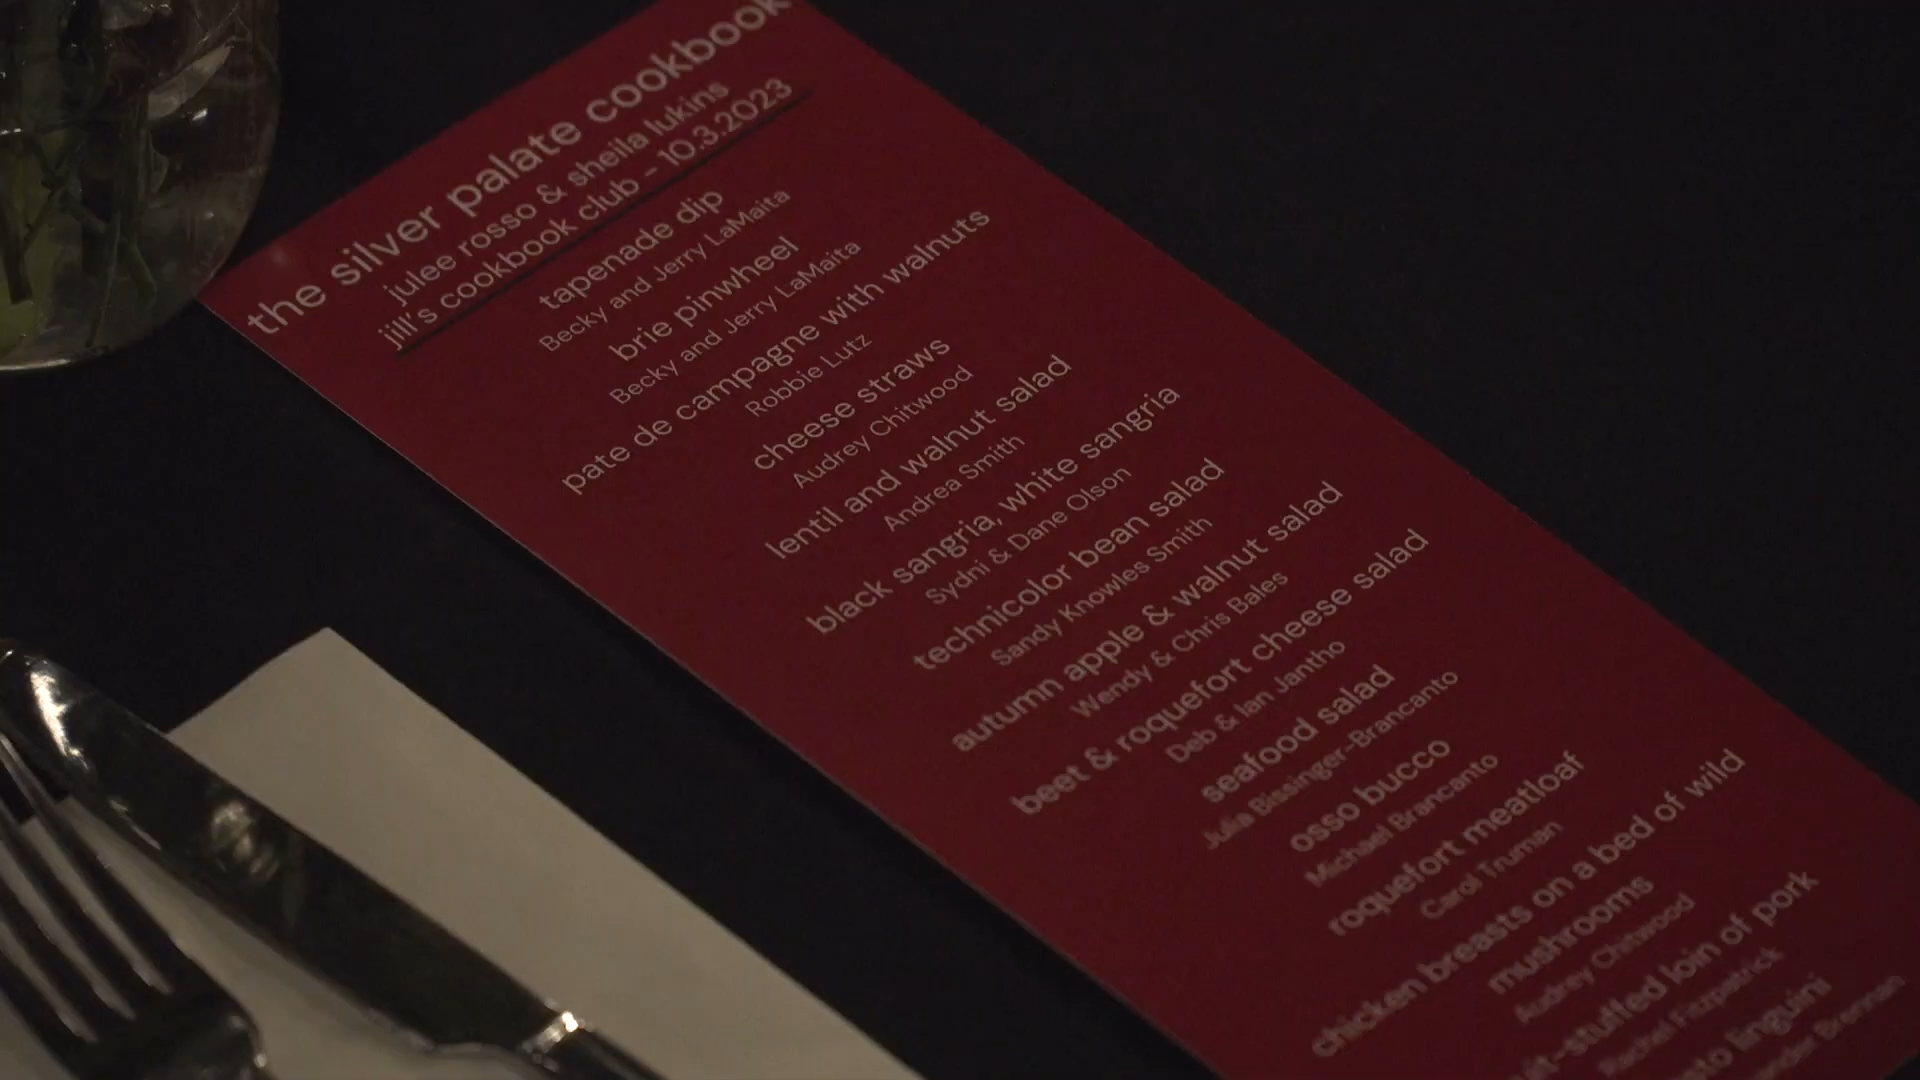 the silver palate cookbook
julee rosso & sheila lukins
jill's cookbook club - 10.3.2023
tapenade dip
Becky and Jerry LaMaita
brie pinwheel
Becky and Jerry LaMaita
pate de campagne with walnuts
Robbie Lutz
cheese straws
Audrey Chitwood
lentil and walnut salad
Andrea Smith
black sangria, white sangria
Sydni & Dane Olson
technicolor bean salad
Sandy Knowles Smith
autumn apple & walnut salad
Wendy & Chris Bales
beet & roquefort cheese salad
Deb & Ian Jantho
seafood salad
Julia Bissinger-Brancanto
osso bucco
Michael Brancanto
roquefort meatloaf
Carol Truman
chicken breasts on a bed of wild
mushrooms
Audrey Chitwood
loin of pork
Rachel Fitzpatrick
linguini
Brennan